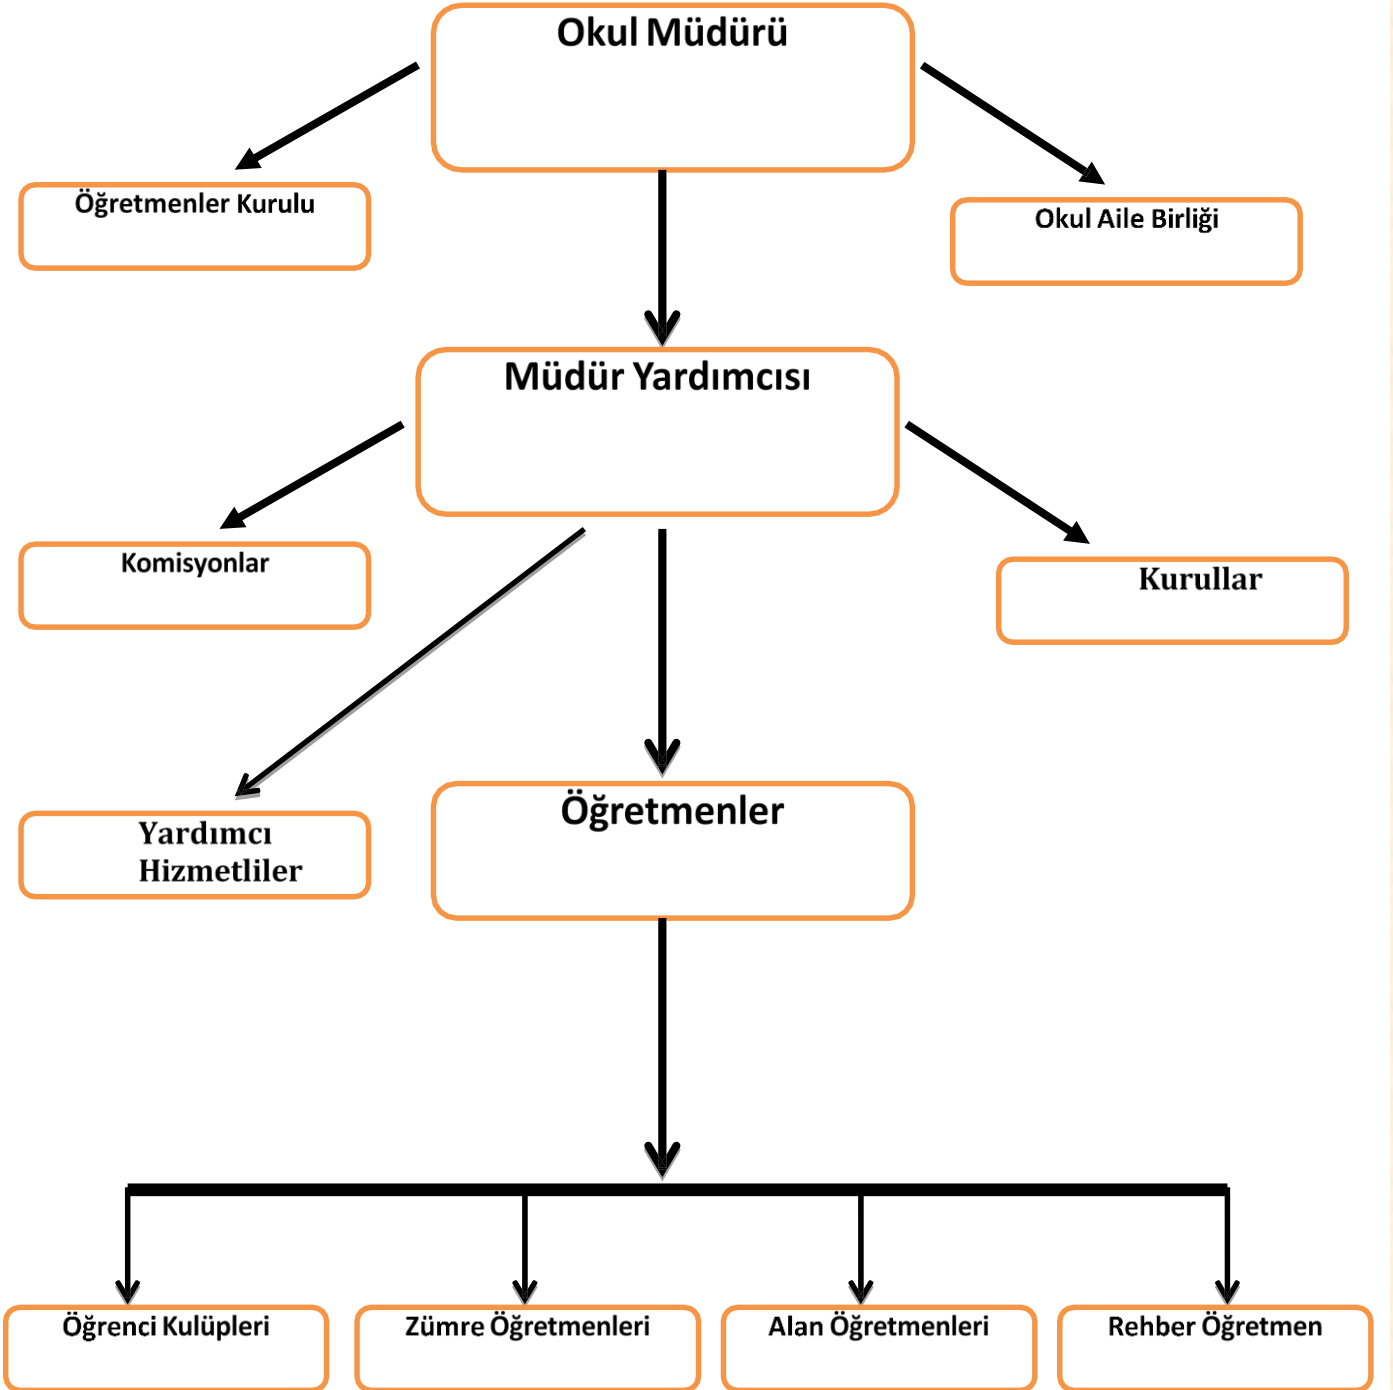 Okul Müdürü
Öğretmenler Kurulu
Okul Aile Birliği
Müdür Yardımcısı
Komisyonlar
Kurullar
Öğretmenler
Yardımcı
Hizmetliler
Öğrenci Kulüpleri
Zümre Öğretmenleri
Alan Öğretmenleri
Rehber Öğretmen